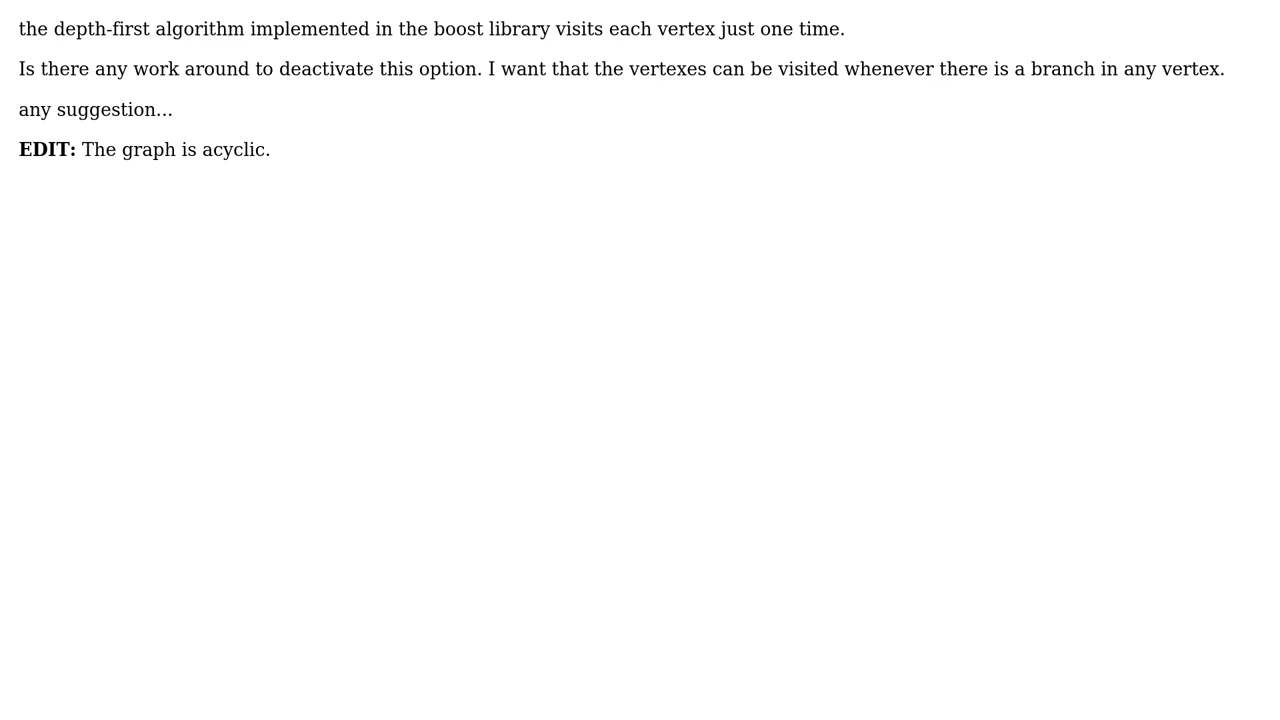 the depth-first algorithm implemented in the boost library visits each vertex just one time.
Is there any work around to deactivate this option. I want that the vertexes can be visited whenever there is a branch in any vertex.
any suggestion...
EDIT: The graph is acyclic.